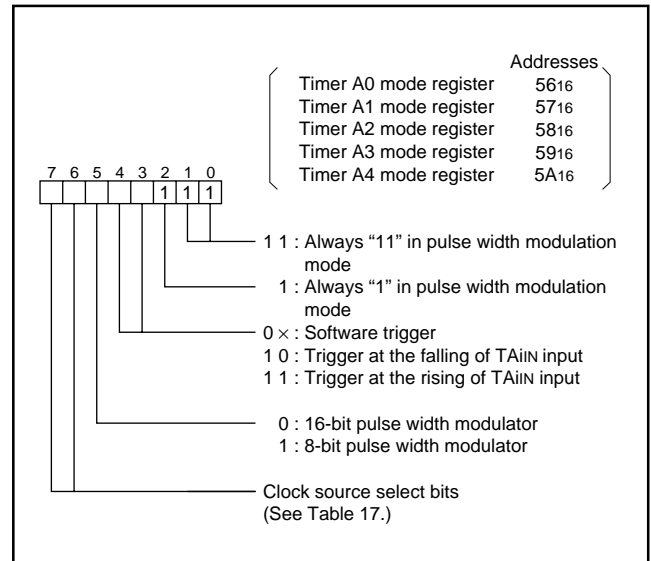 Addresses
Timer A0 mode register 5616
Timer A1 mode register 5716
Timer A2 mode register 5816
Timer A3 mode register 5916
Timer A4 mode register 5A16
7 6 5 4 3 2 1 0
1 1 1
1 1 : Always “11” in pulse width modulation
mode
1 : Always “1” in pulse width modulation
mode
0 × : Software trigger
1 0 : Trigger at the falling of TAiIN input
1 1 : Trigger at the rising of TAiIN input
0 : 16-bit pulse width modulator
1 : 8-bit pulse width modulator
Clock source select bits
(See Table 17.)